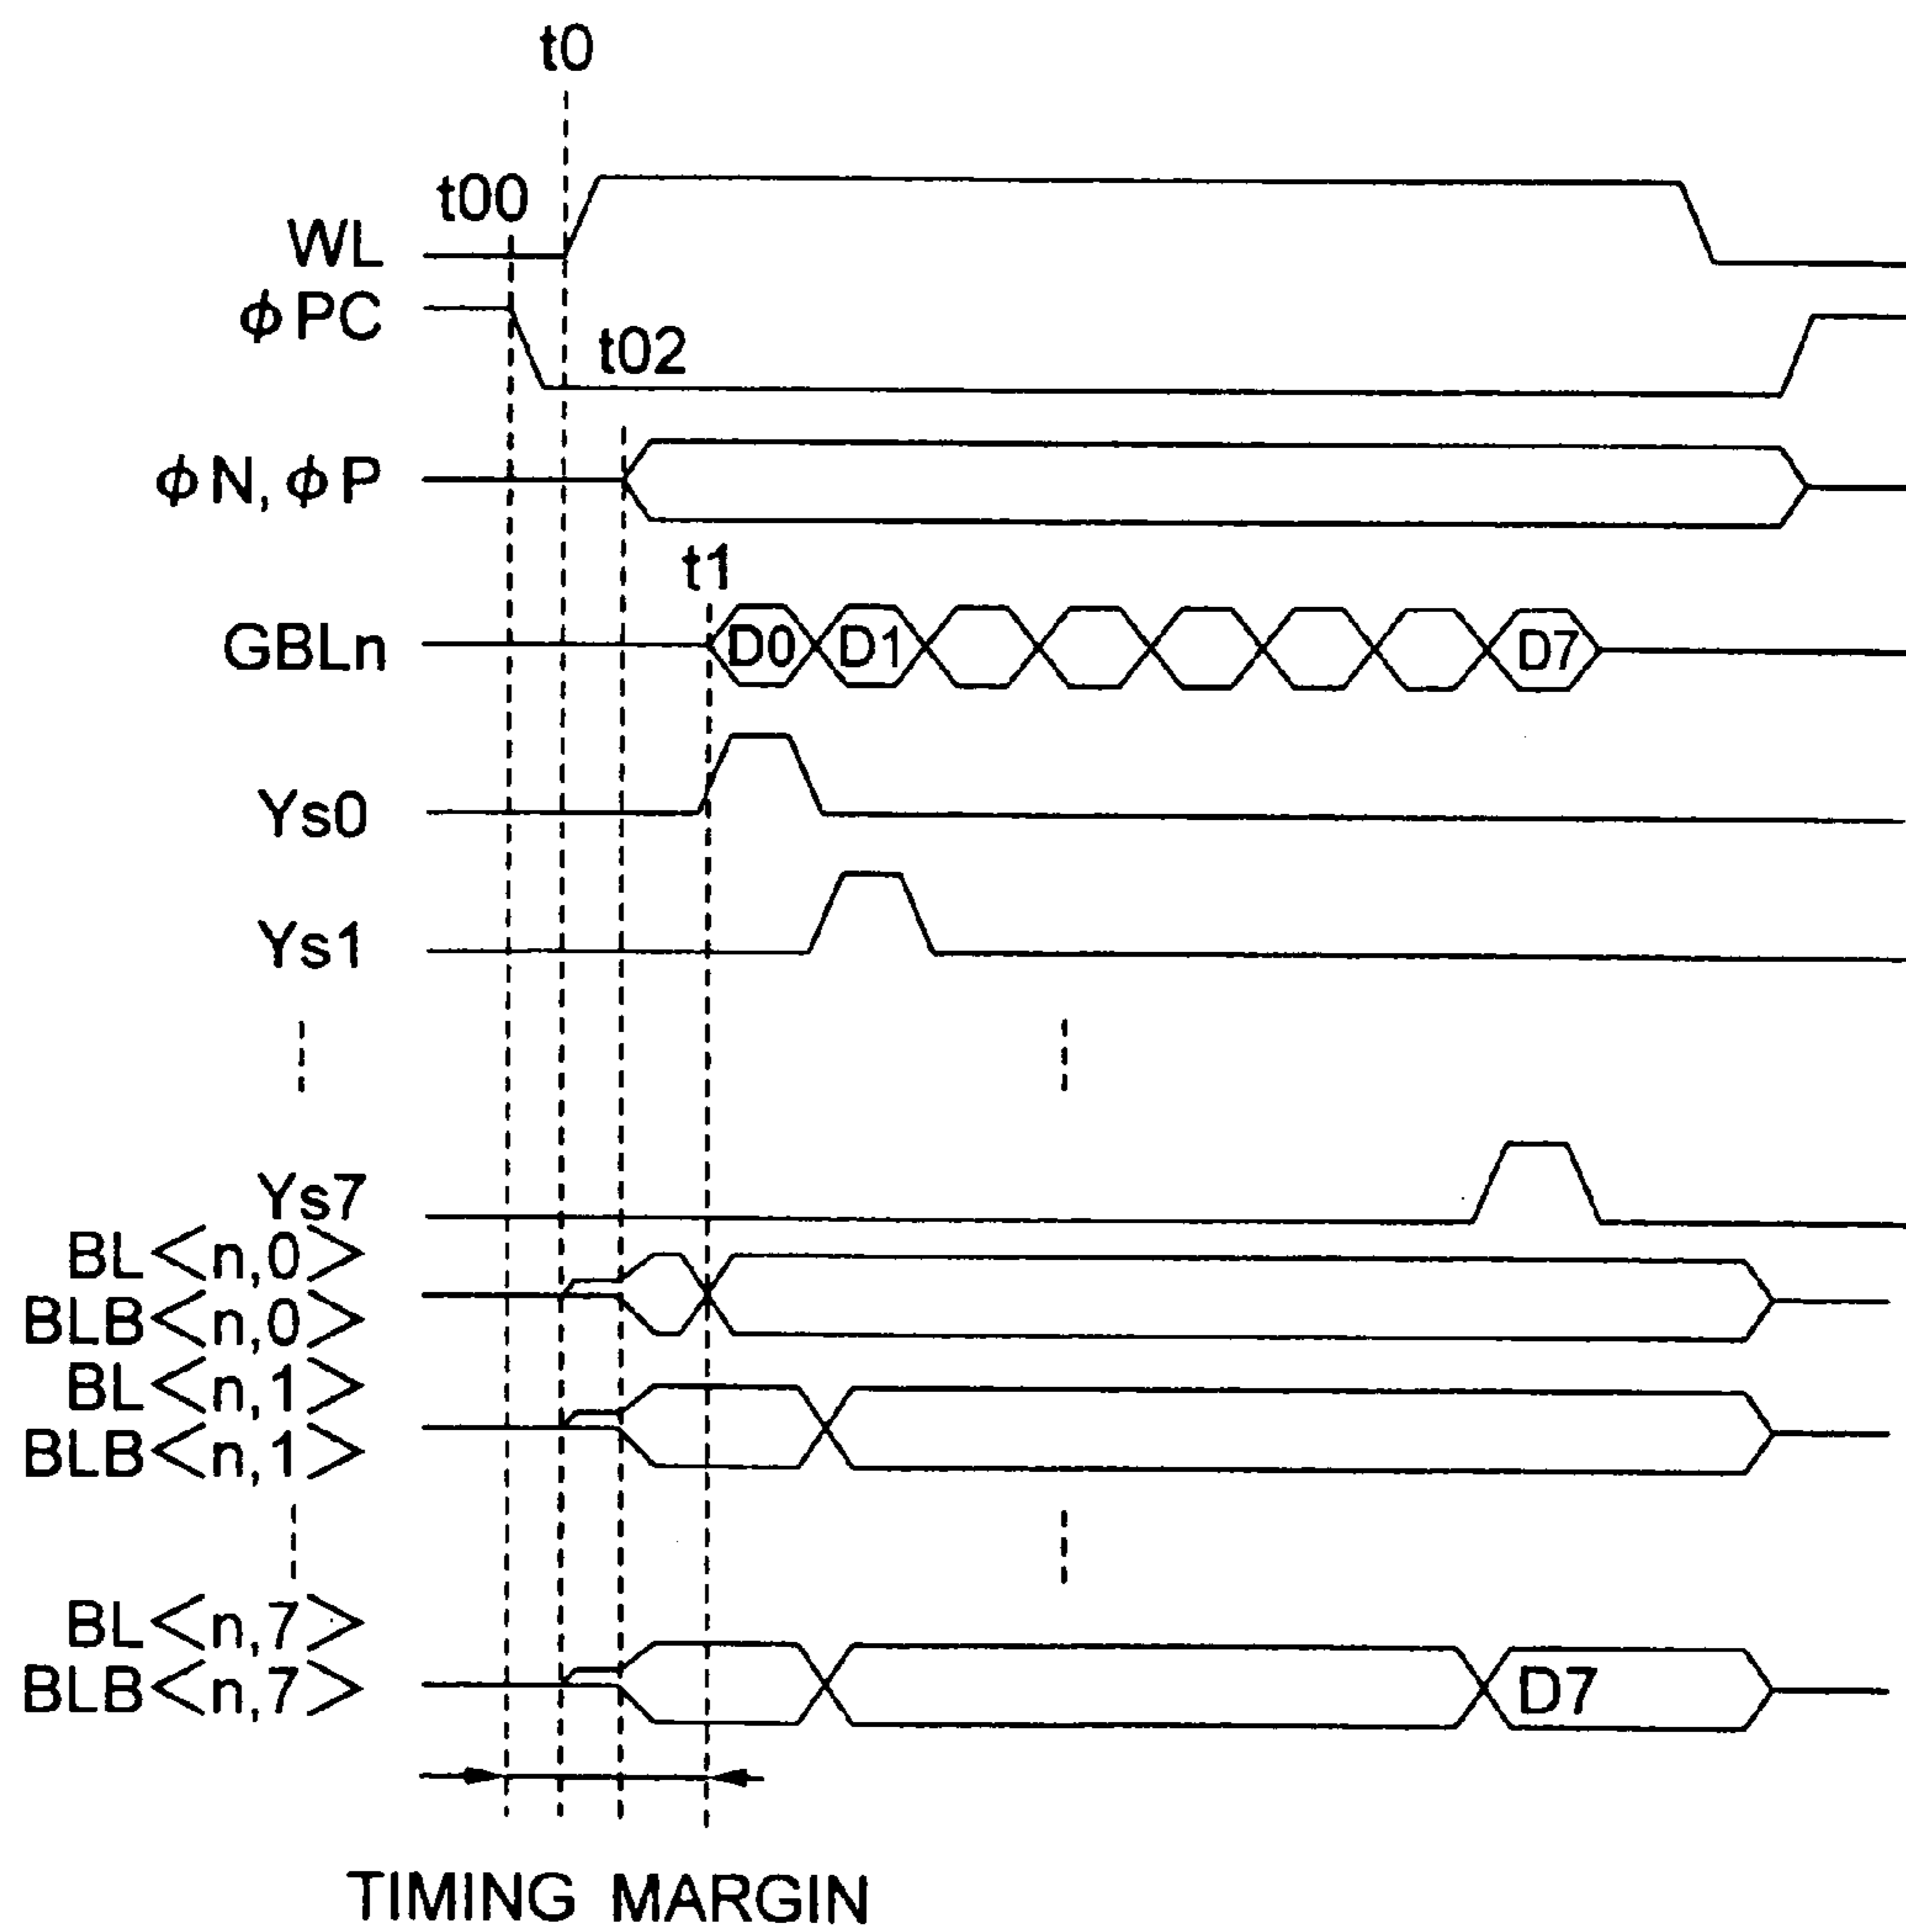 t0
t00
WL
φPC
t02
φN, φP
t1
GBLn
D0 D1 D7
Ys0
Ys1
Ys7
BL<n,0>
BLB<n,0>
BL<n,1>
BLB<n,1>
BL<n,7>
BLB<n,7>
D7
TIMING MARGIN